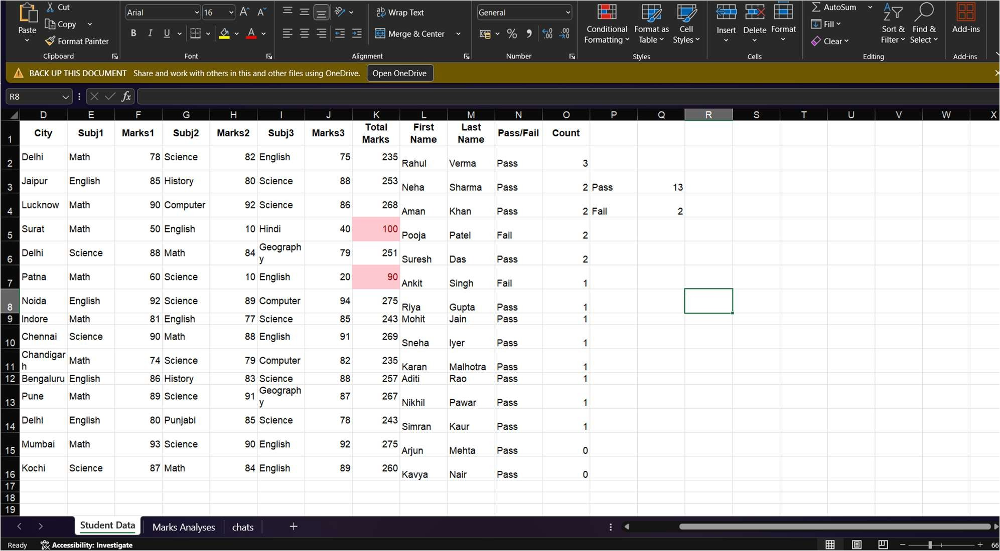 Cut
Copy
Format Painter
Paste
Clipboard
Arial 16
B I U A
Font
Wrap Text
Merge & Center
Alignment
General
Number
Conditional Formatting
Format as Table
Cell Styles
Styles
Insert Delete Format
Cells
AutoSum
Fill
Clear
Sort & Filter
Find & Select
Editing
Add-ins
Add-ins
BACK UP THIS DOCUMENT Share and work with others in this and other files using OneDrive. Open OneDrive
R8 fx
D E F G H I J K L M N O P Q R S T U V W X
1 City Subj1 Marks1 Subj2 Marks2 Subj3 Marks3 Total Marks First Name Last Name Pass/Fail Count
2 Delhi Math 78 Science 82 English 75 235 Rahul Verma Pass 3
3 Jaipur English 85 History 80 Science 88 253 Neha Sharma Pass 2 Pass 13
4 Lucknow Math 90 Computer 92 Science 86 268 Aman Khan Pass 2 Fail 2
5 Surat Math 50 English 10 Hindi 40 100 Pooja Patel Fail 2
6 Delhi Science 88 Math 84 Geography 79 251 Suresh Das Pass 2
7 Patna Math 60 Science 10 English 20 90 Ankit Singh Fail 1
8 Noida English 92 Science 89 Computer 94 275 Riya Gupta Pass 1
9 Indore Math 81 English 77 Science 85 243 Mohit Jain Pass 1
10 Chennai Science 90 Math 88 English 91 269 Sneha Iyer Pass 1
11 Chandigarh Math 74 Science 79 Computer 82 235 Karan Malhotra Pass 1
12 Bengaluru English 86 History 83 Science 88 257 Aditi Rao Pass 1
13 Pune Math 89 Science 91 Geography 87 267 Nikhil Pawar Pass 1
14 Delhi English 80 Punjabi 85 Science 78 243 Simran Kaur Pass 1
15 Mumbai Math 93 Science 90 English 92 275 Arjun Mehta Pass 0
16 Kochi Science 87 Math 84 English 89 260 Kavya Nair Pass 0
17
18
19
Student Data Marks Analyses chats
Ready Accessibility: Investigate 66